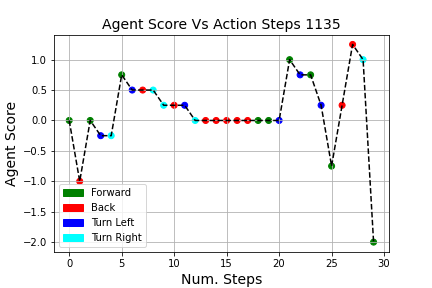 Agent Score Vs Action Steps 1135
Agent Score
1.0
0.5
0.0
−0.5
−1.0
−1.5
−2.0
Forward
Back
Turn Left
Turn Right
0 5 10 15 20 25 30
Num. Steps